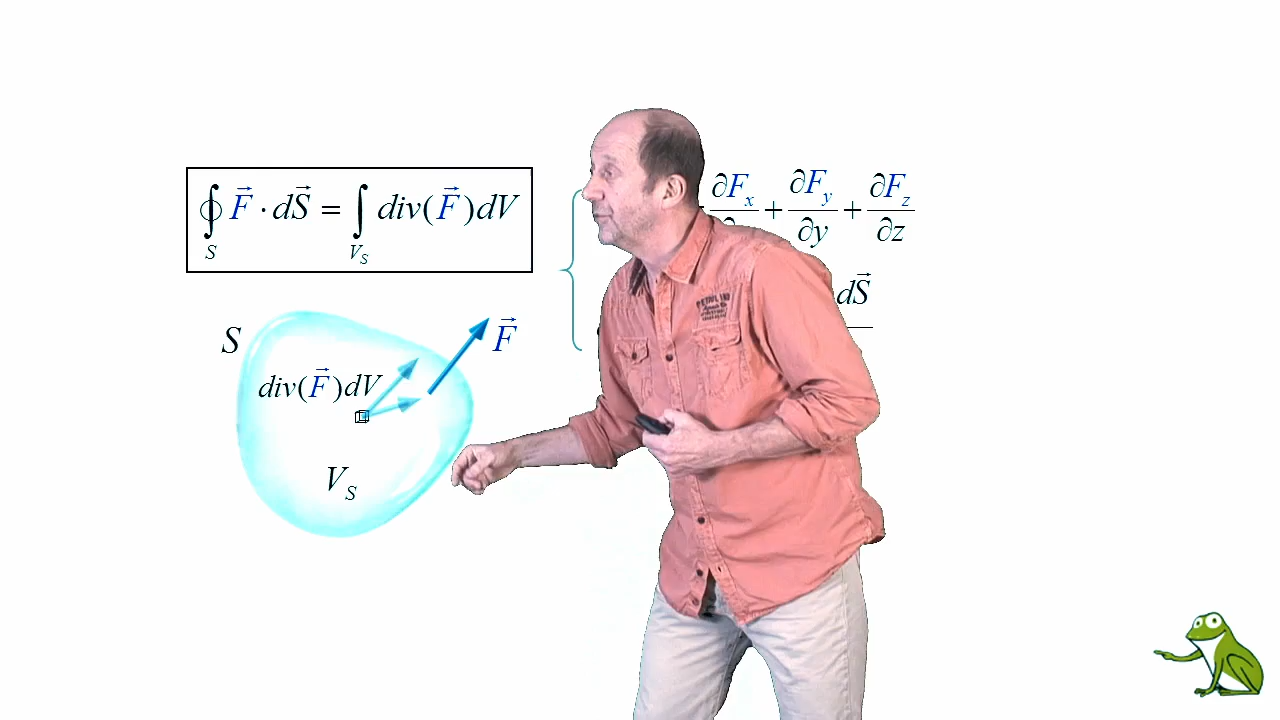 ∮_S F⃗ · dS⃗ = ∫_{V_S} div(F⃗)dV
∂F_x + ∂F_y/∂y + ∂F_z/∂z
dS⃗
S
F⃗
div(F⃗)dV
V_S